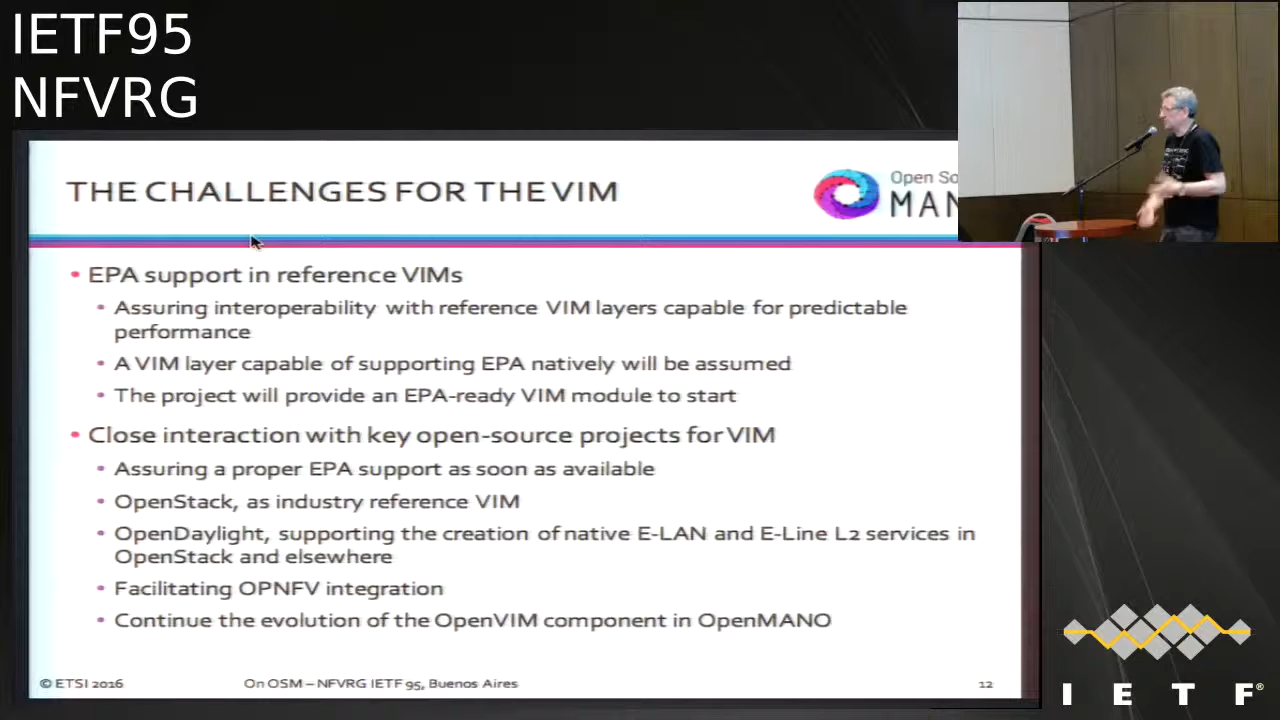 IETF95
NFVRG
THE CHALLENGES FOR THE VIM
Open So
MAN
• EPA support in reference VIMs
• Assuring interoperability with reference VIM layers capable for predictable
performance
• A VIM layer capable of supporting EPA natively will be assumed
• The project will provide an EPA-ready VIM module to start
• Close interaction with key open-source projects for VIM
• Assuring a proper EPA support as soon as available
• OpenStack, as industry reference VIM
• OpenDaylight, supporting the creation of native E-LAN and E-Line L2 services in
OpenStack and elsewhere
• Facilitating OPNFV integration
• Continue the evolution of the OpenVIM component in OpenMANO
© ETSI 2016
On OSM – NFVRG IETF 95, Buenos Aires
12
I E T F®